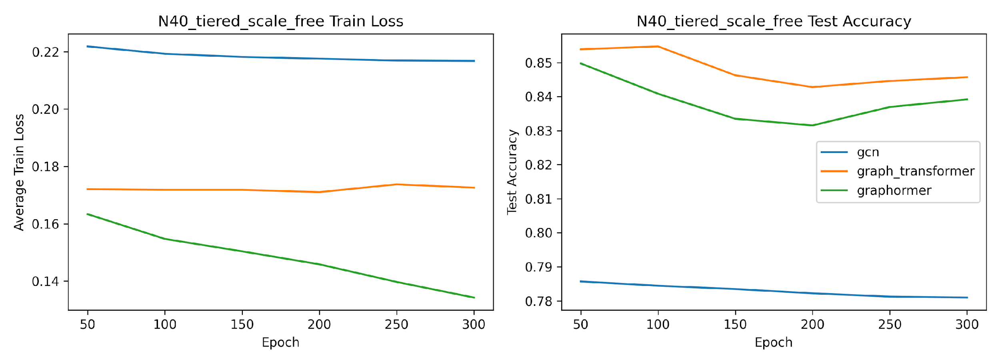 N40_tiered_scale_free Train Loss
Average Train Loss
0.22
0.20
0.18
0.16
0.14
50 100 150 200 250 300
Epoch
N40_tiered_scale_free Test Accuracy
Test Accuracy
0.85
0.84
0.83
0.82
0.81
0.80
0.79
0.78
gcn
graph_transformer
graphormer
50 100 150 200 250 300
Epoch